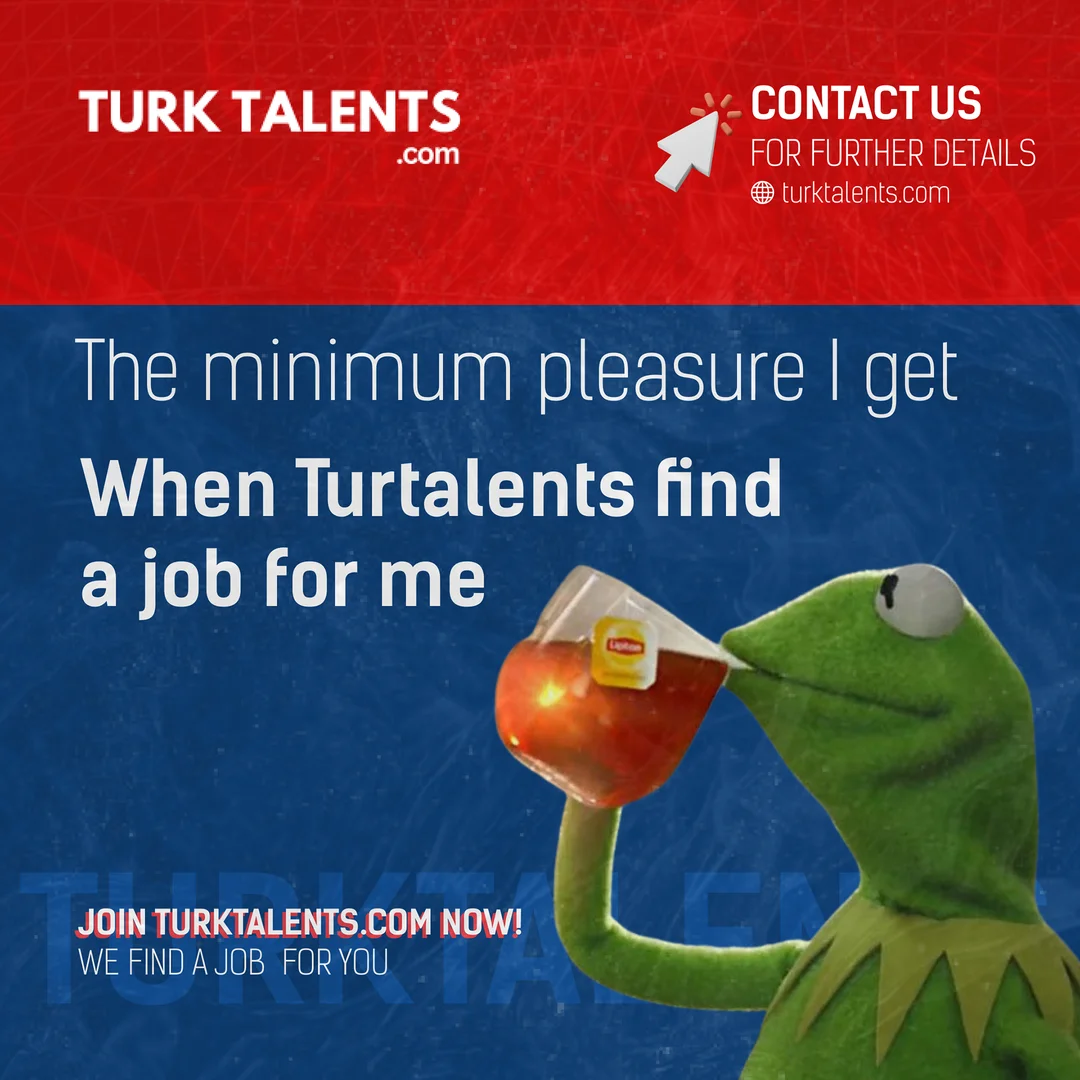 TURK TALENTS
.com
CONTACT US
FOR FURTHER DETAILS
turktalents.com
The minimum pleasure I get
When Turtalents find
a job for me
Lipton
TURKTALENTS
JOIN TURKTALENTS.COM NOW!
WE FIND A JOB FOR YOU